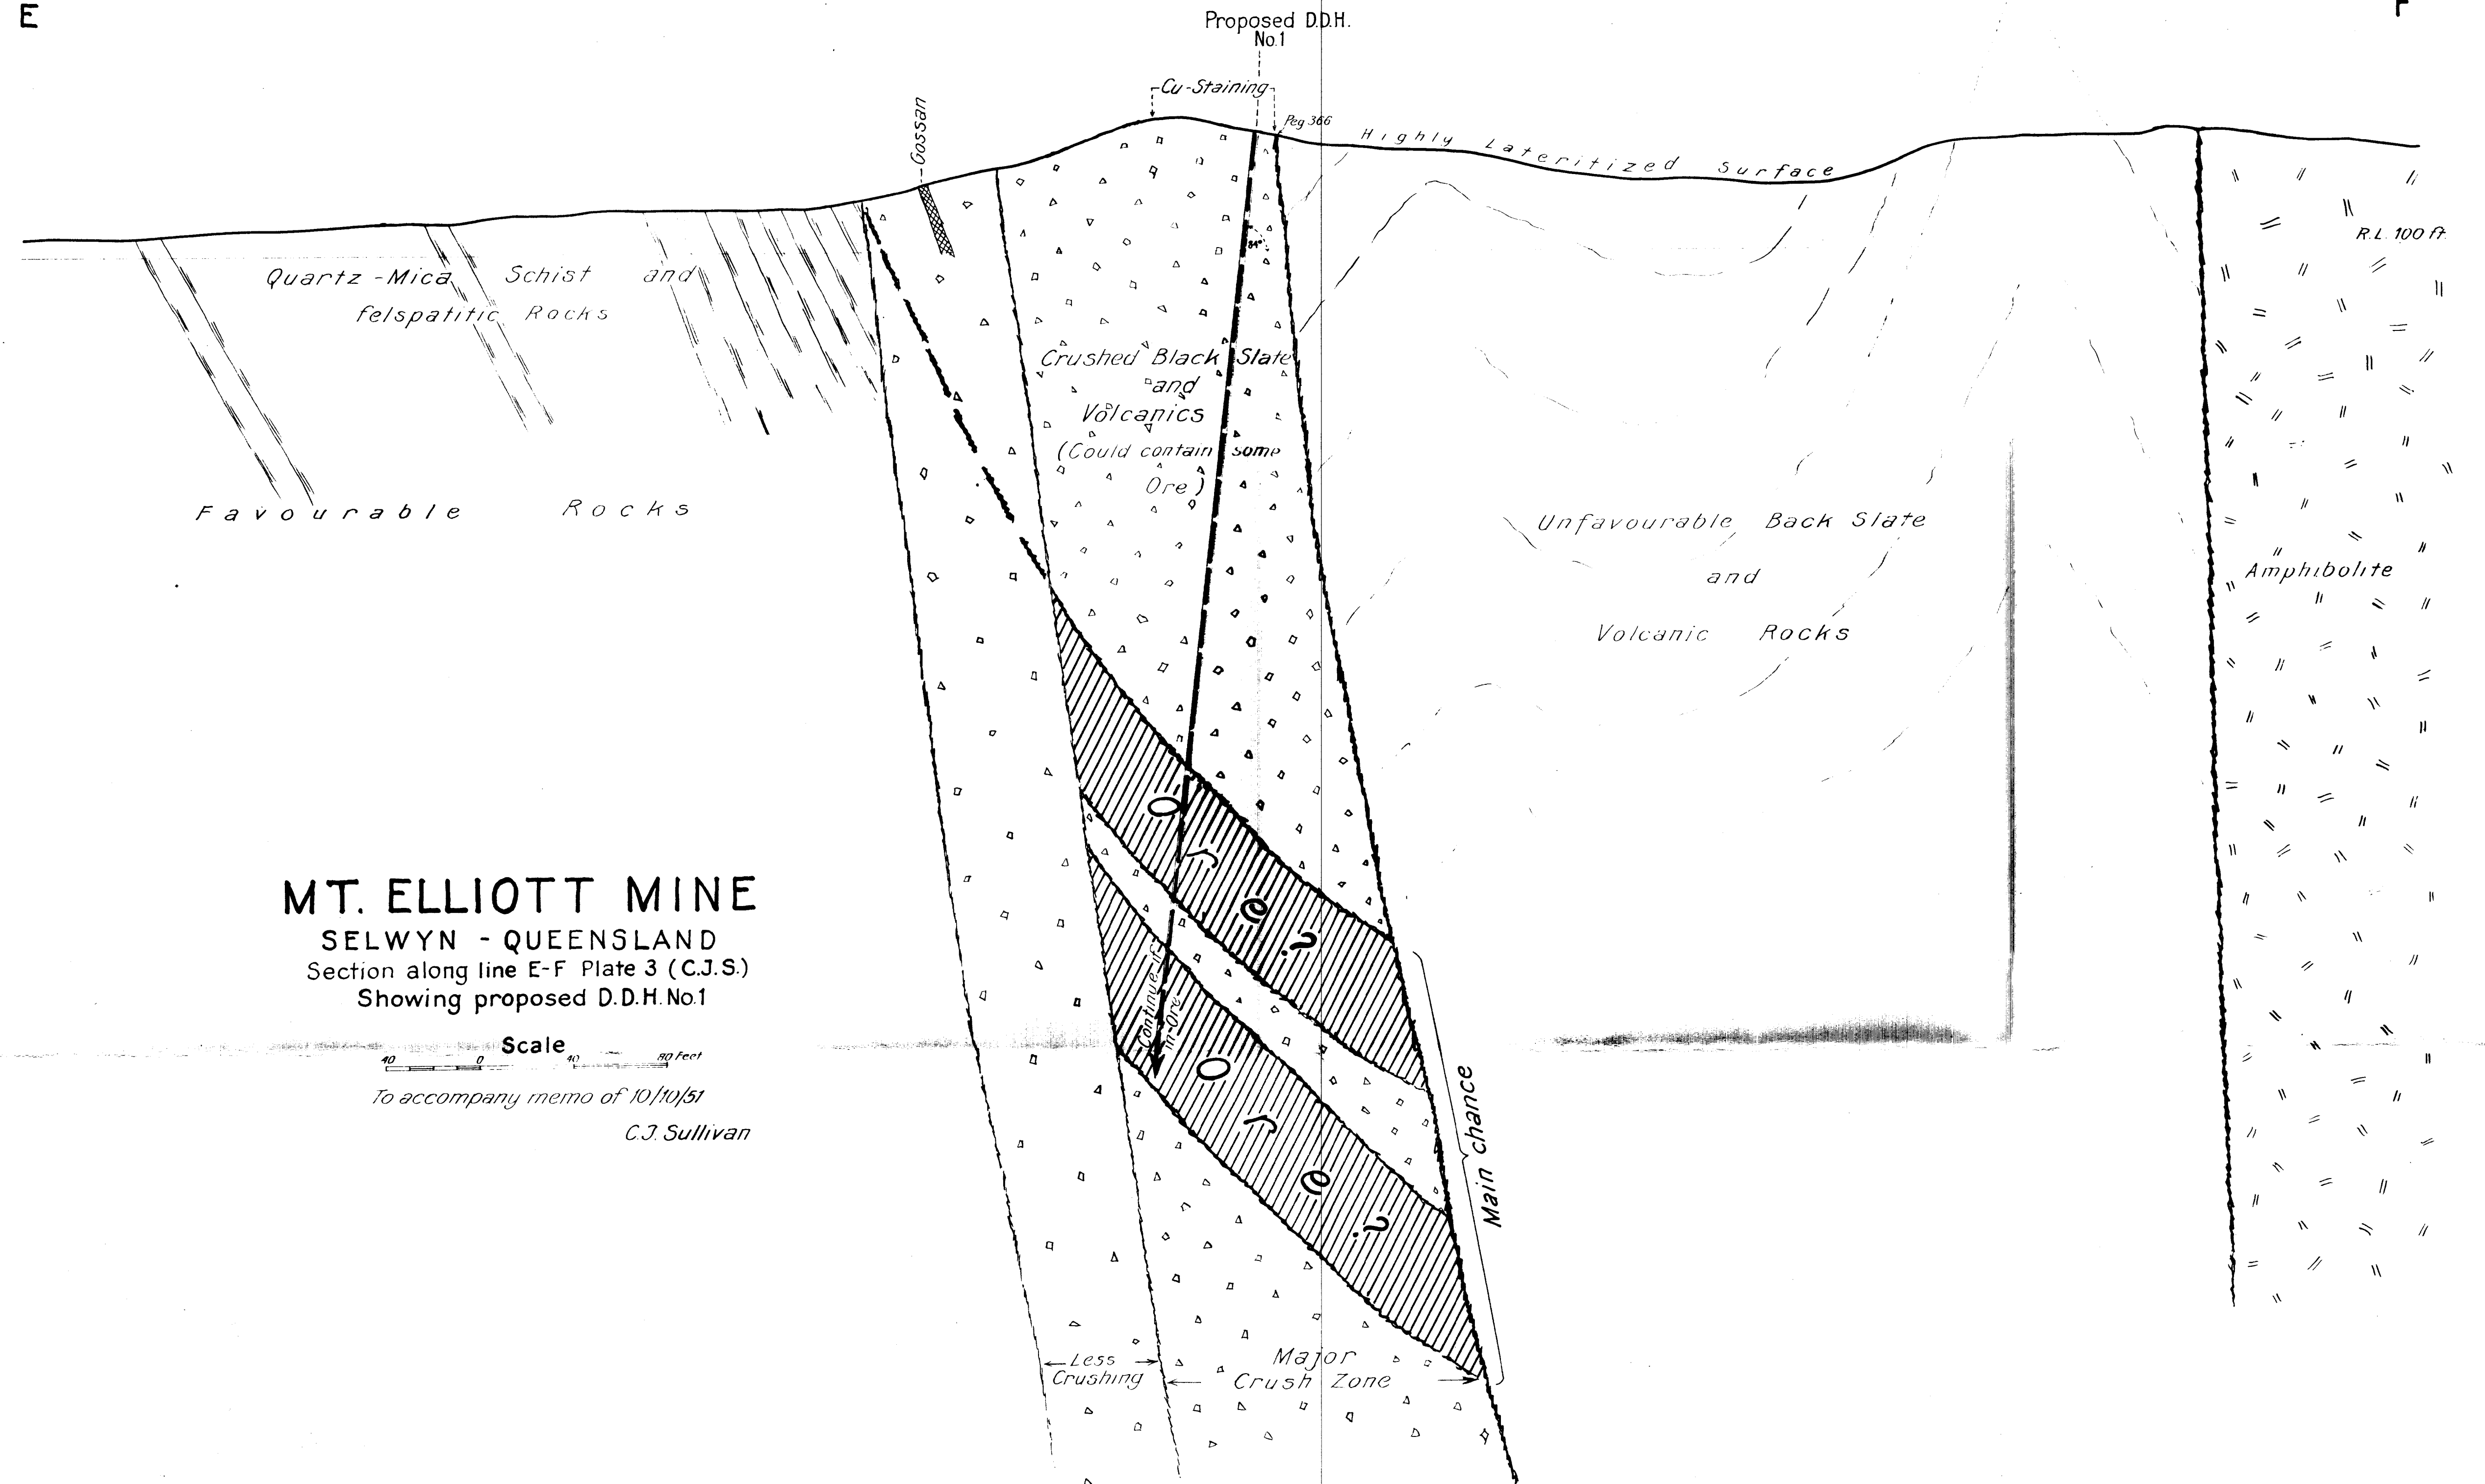 E
F
Proposed D.D.H.
No.1
Cu-Staining
Peg 366
Gossan
Highly Lateritized Surface
84°
R.L. 100 ft.
Quartz-Mica Schist and
felspatitic Rocks
Favourable Rocks
Crushed Black Slate
and
Volcanics
(Could contain some
Ore)
Unfavourable Back Slate
and
Volcanic Rocks
Amphibolite
Ore?
Continue if
in Ore
Ore?
Main chance
MT. ELLIOTT MINE
SELWYN - QUEENSLAND
Section along line E-F Plate 3 (C.J.S.)
Showing proposed D.D.H. No.1
Scale
40 0 40 80 Feet
To accompany memo of 10/10/51
C.J. Sullivan
Less
Crushing
Major
Crush Zone